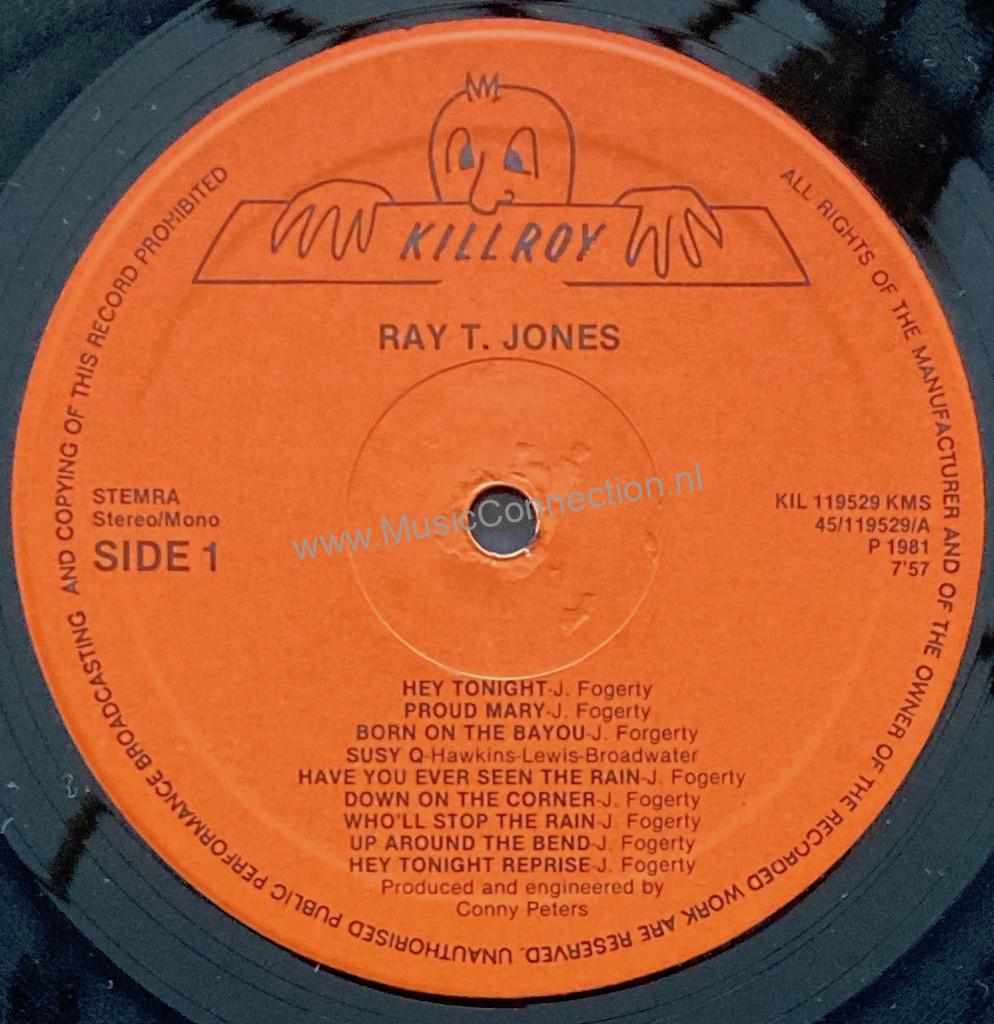 KILLROY
RAY T. JONES
STEMRA
Stereo/Mono
SIDE 1
KIL 119529 KMS
45/119529/A
P 1981
7'57
www.MusicConnection.nl
HEY TONIGHT-J. Fogerty
PROUD MARY-J. Fogerty
BORN ON THE BAYOU-J. Forgerty
SUSY Q-Hawkins-Lewis-Broadwater
HAVE YOU EVER SEEN THE RAIN-J. Fogerty
DOWN ON THE CORNER-J. Fogerty
WHO'LL STOP THE RAIN-J. Fogerty
UP AROUND THE BEND-J. Fogerty
HEY TONIGHT REPRISE-J. Fogerty
Produced and engineered by
Conny Peters
ALL RIGHTS OF THE MANUFACTURER AND OF THE OWNER OF THE RECORDED WORK ARE RESERVED. UNAUTHORISED PUBLIC PERFORMANCE BROADCASTING AND COPYING OF THIS RECORD PROHIBITED